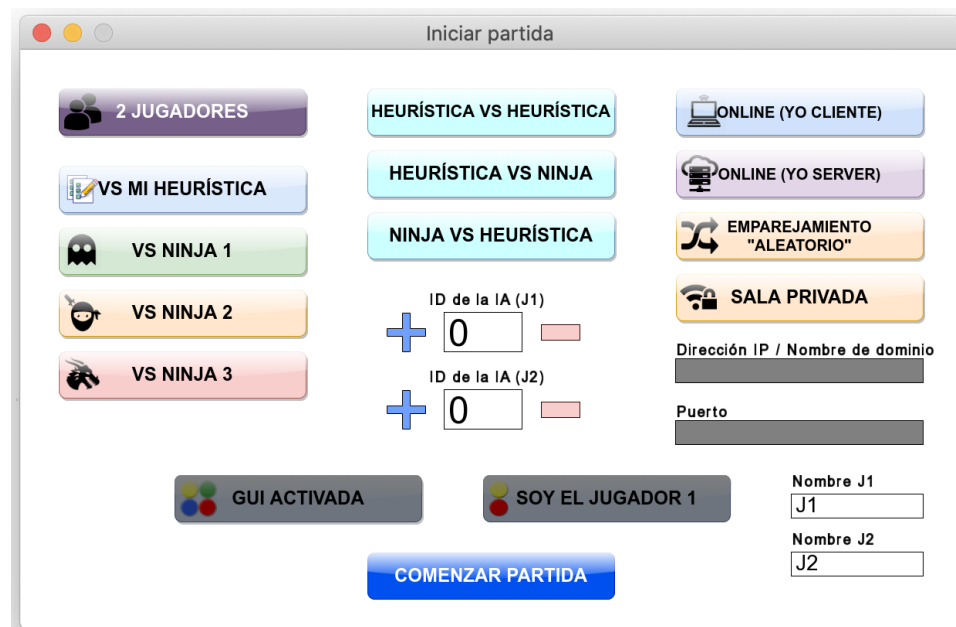 Iniciar partida
2 JUGADORES
VS MI HEURÍSTICA
VS NINJA 1
VS NINJA 2
VS NINJA 3
HEURÍSTICA VS HEURÍSTICA
HEURÍSTICA VS NINJA
NINJA VS HEURÍSTICA
ID de la IA (J1)
0
ID de la IA (J2)
0
ONLINE (YO CLIENTE)
ONLINE (YO SERVER)
EMPAREJAMIENTO
"ALEATORIO"
SALA PRIVADA
Dirección IP / Nombre de dominio
Puerto
GUI ACTIVADA
SOY EL JUGADOR 1
Nombre J1
J1
Nombre J2
J2
COMENZAR PARTIDA